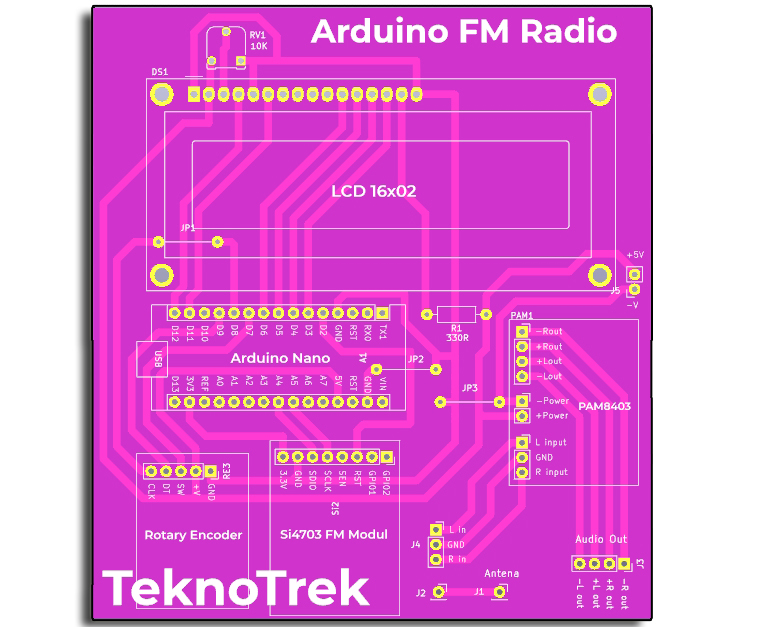 Arduino FM Radio
RV1
10K
DS1
LCD 16x02
JP1
+5V
J5
-V
D12 D11 D10 D9 D8 D7 D6 D5 D4 D3 D2 GND RST RX0 TX1
R1
330R
PAM1
-Rout
+Rout
+Lout
-Lout
-Power
+Power
PAM8403
L input
GND
R input
USB
Arduino Nano
A1
JP2
JP3
D13 3V3 REF A0 A1 A2 A3 A4 A5 A6 A7 5V RST GND VIN
RE3
CLK DT SW +V GND
Rotary Encoder
3.3V GND SDIO SCLK SEN RST GPIO1 GPIO2
Si2
Si4703 FM Modul
J4
L in
GND
R in
Audio Out
J3
-L out +L out +R out -R out
Antena
J2
J1
TeknoTrek